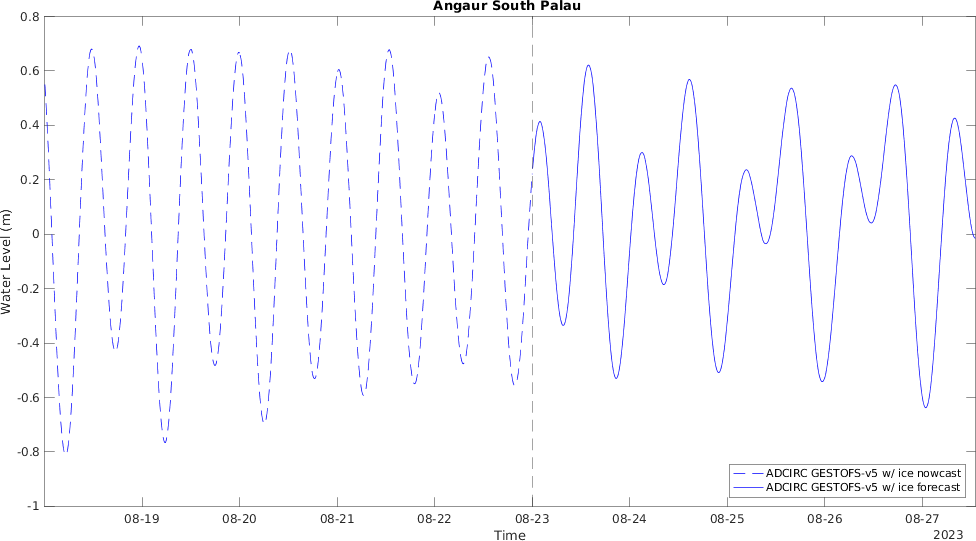 Angaur South Palau
0.8
0.6
0.4
0.2
0
-0.2
-0.4
-0.6
-0.8
-1
Water Level (m)
08-19 08-20 08-21 08-22 08-23 08-24 08-25 08-26 08-27
Time
2023
ADCIRC GESTOFS-v5 w/ ice nowcast
ADCIRC GESTOFS-v5 w/ ice forecast